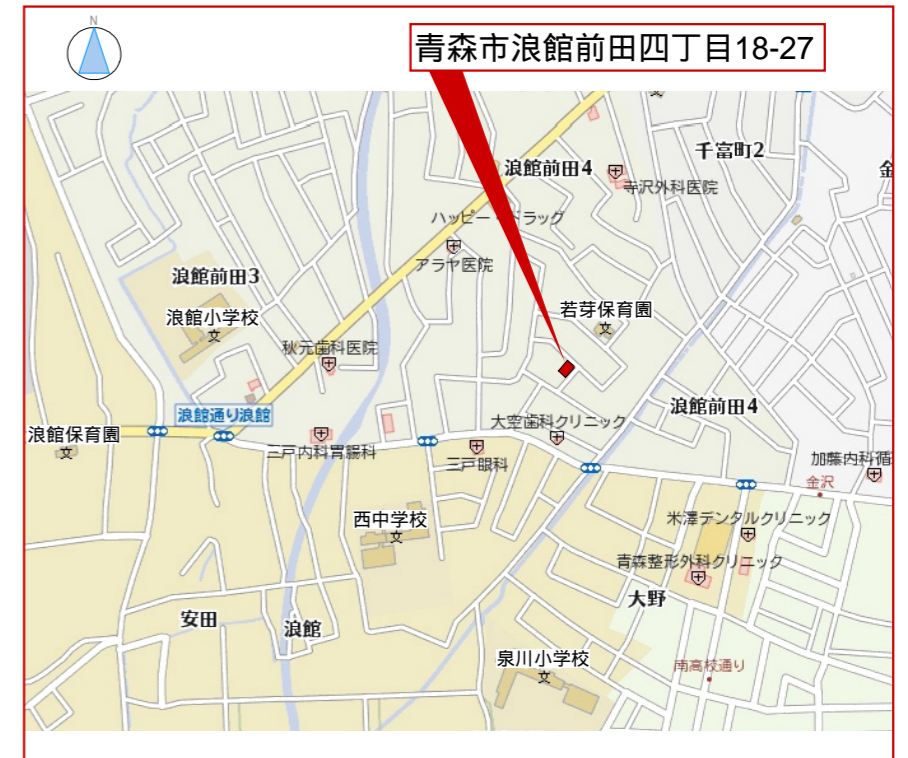 N
青森市浪館前田四丁目18-27
千富町2
浪館前田4
寺沢外科医院
金
ハッピー・ドラッグ
アラヤ医院
浪館前田3
浪館小学校
文
若芽保育園
文
秋元歯科医院
浪館通り浪館
浪館前田4
大空歯科クリニック
浪館保育園
文
三戸内科胃腸科
三戸眼科
加藤内科循
金沢
西中学校
文
米澤デンタルクリニック
青森整形外科クリニック
大野
安田
浪館
泉川小学校
文
南高校通り